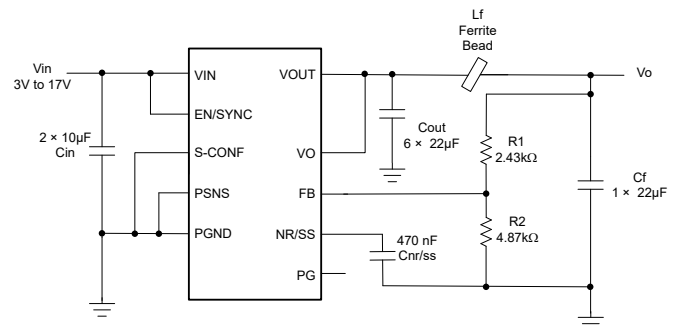 Lf
Ferrite
Bead
Vin
3V to 17V
VIN
VOUT
Vo
EN/SYNC
2 × 10µF
Cin
Cout
6 × 22µF
S-CONF
VO
R1
2.43kΩ
PSNS
FB
Cf
1 × 22µF
PGND
NR/SS
470 nF
Cnr/ss
R2
4.87kΩ
PG